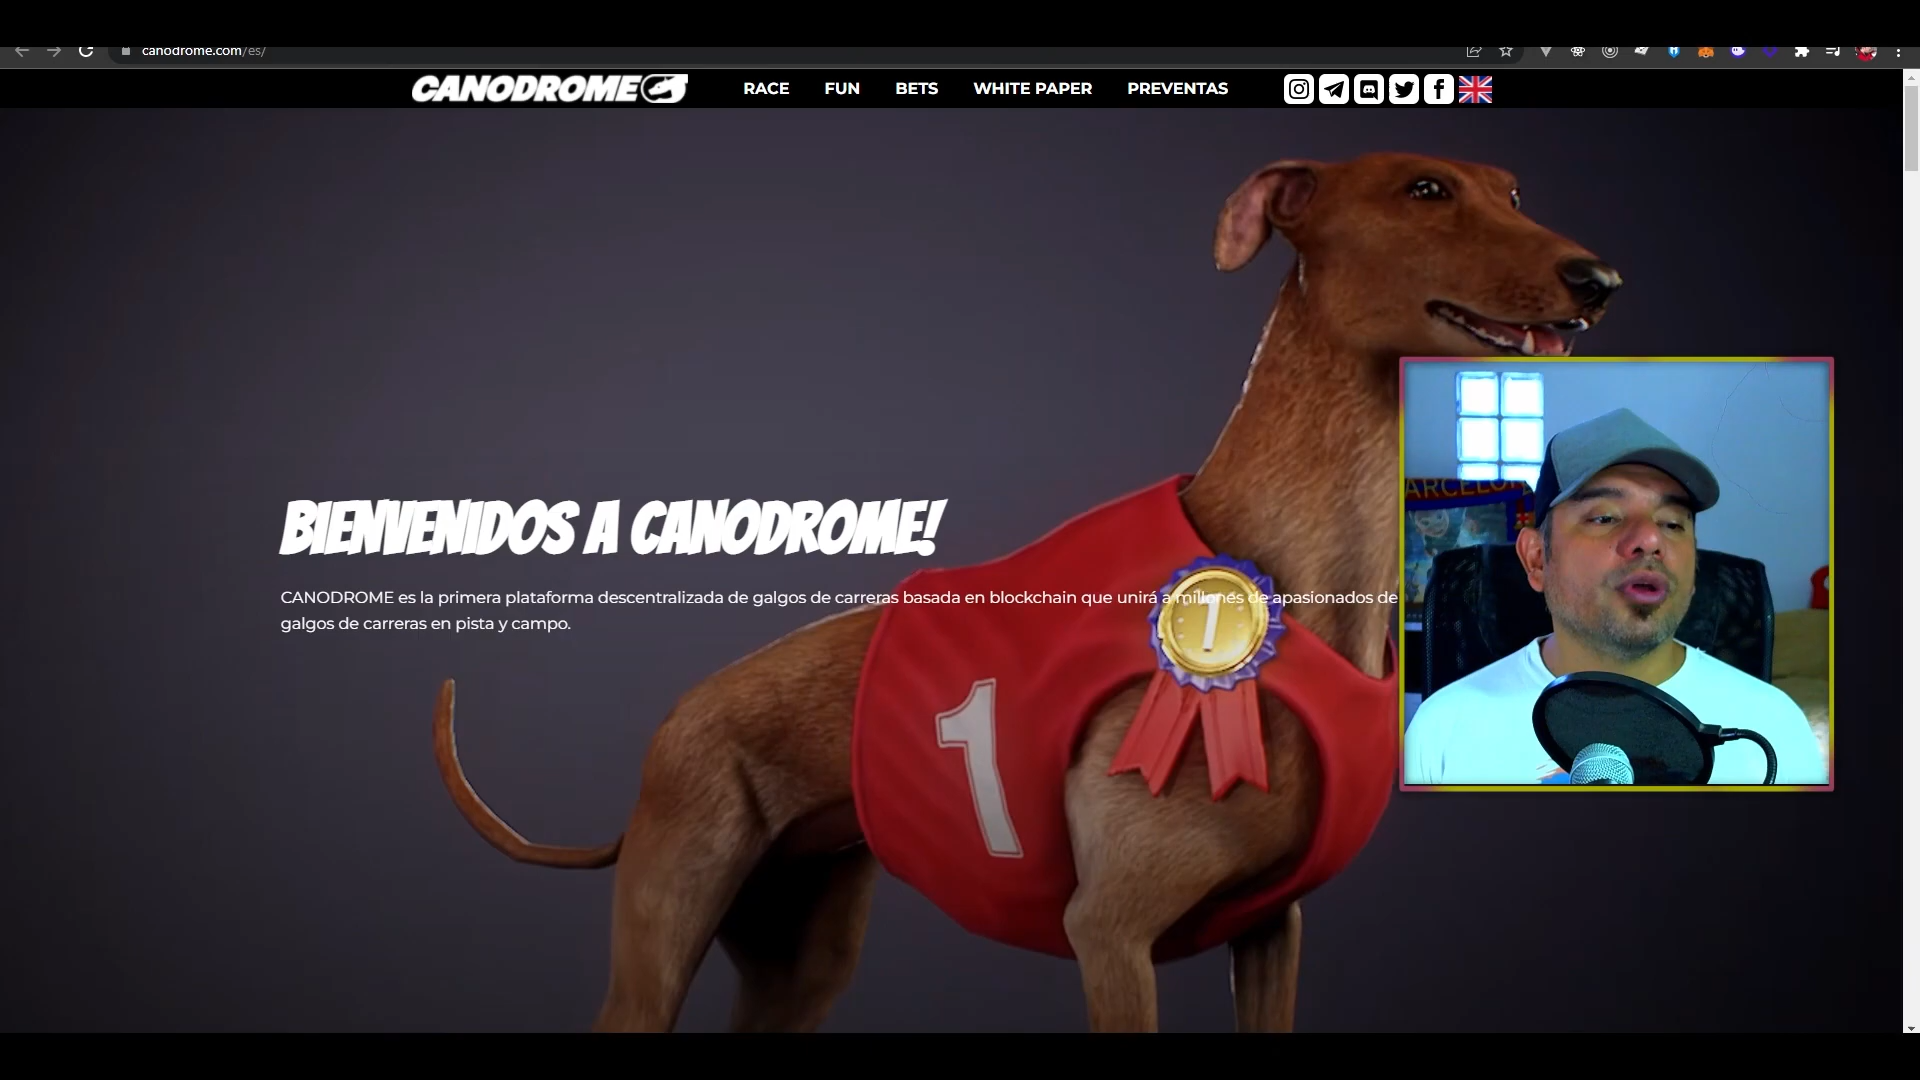 canodrome.com/es/
CANODROME RACE FUN BETS WHITE PAPER PREVENTAS
BIENVENIDOS A CANODROME!
CANODROME es la primera plataforma descentralizada de galgos de carreras basada en blockchain que unirá a millones de apasionados de
galgos de carreras en pista y campo.
1
1
ARCELON